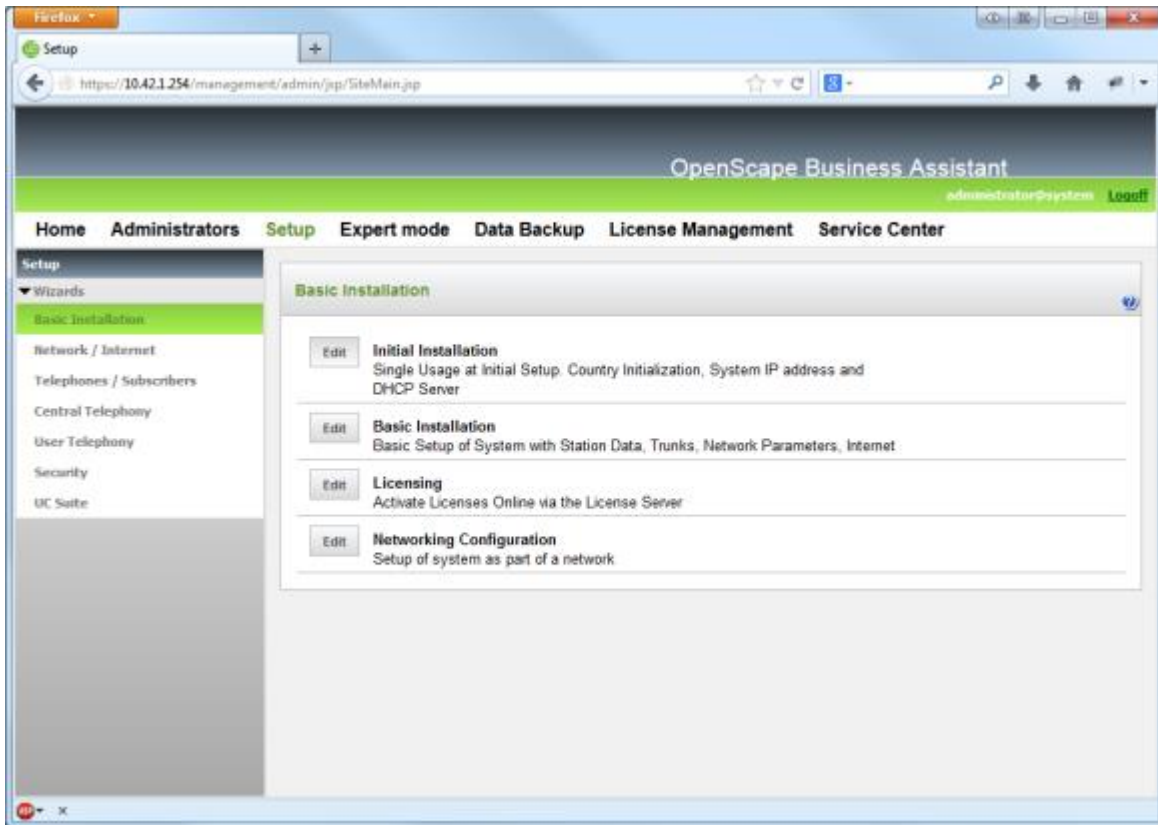 Firefox
Setup
https://10.42.1.254/management/admin/jsp/SiteMain.jsp
OpenScape Business Assistant
administrator@system Logoff
Home Administrators Setup Expert mode Data Backup License Management Service Center
Setup
Wizards
Basic Installation
Network / Internet
Telephones / Subscribers
Central Telephony
User Telephony
Security
UC Suite
Basic Installation
Edit Initial Installation
Single Usage at Initial Setup. Country Initialization, System IP address and
DHCP Server
Edit Basic Installation
Basic Setup of System with Station Data, Trunks, Network Parameters, Internet
Edit Licensing
Activate Licenses Online via the License Server
Edit Networking Configuration
Setup of system as part of a network
ABP